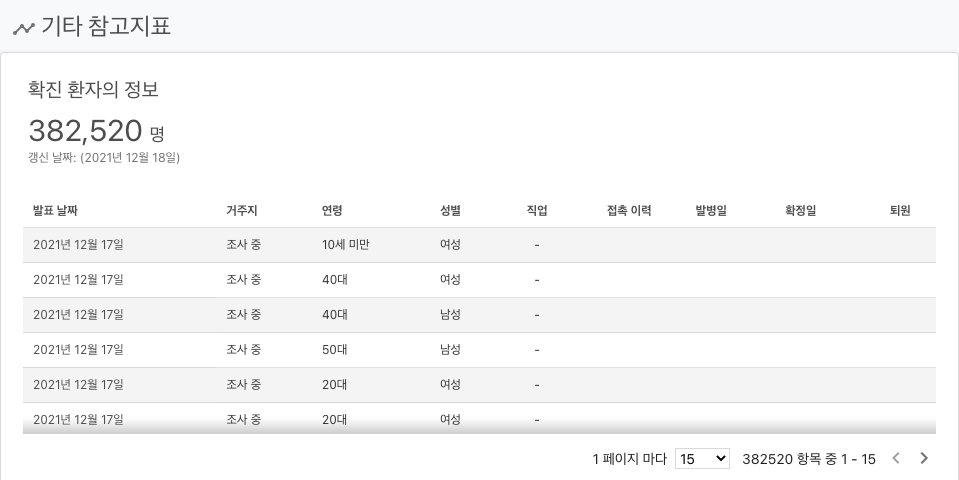 기타 참고지표
확진 환자의 정보
382,520 명
갱신 날짜: (2021년 12월 18일)
발표 날짜 거주지 연령 성별 직업 접촉 이력 발병일 확정일 퇴원
2021년 12월 17일 조사 중 10세 미만 여성 -
2021년 12월 17일 조사 중 40대 여성 -
2021년 12월 17일 조사 중 40대 남성 -
2021년 12월 17일 조사 중 50대 남성 -
2021년 12월 17일 조사 중 20대 여성 -
2021년 12월 17일 조사 중 20대 여성 -
1 페이지 마다 15 382520 항목 중 1 - 15